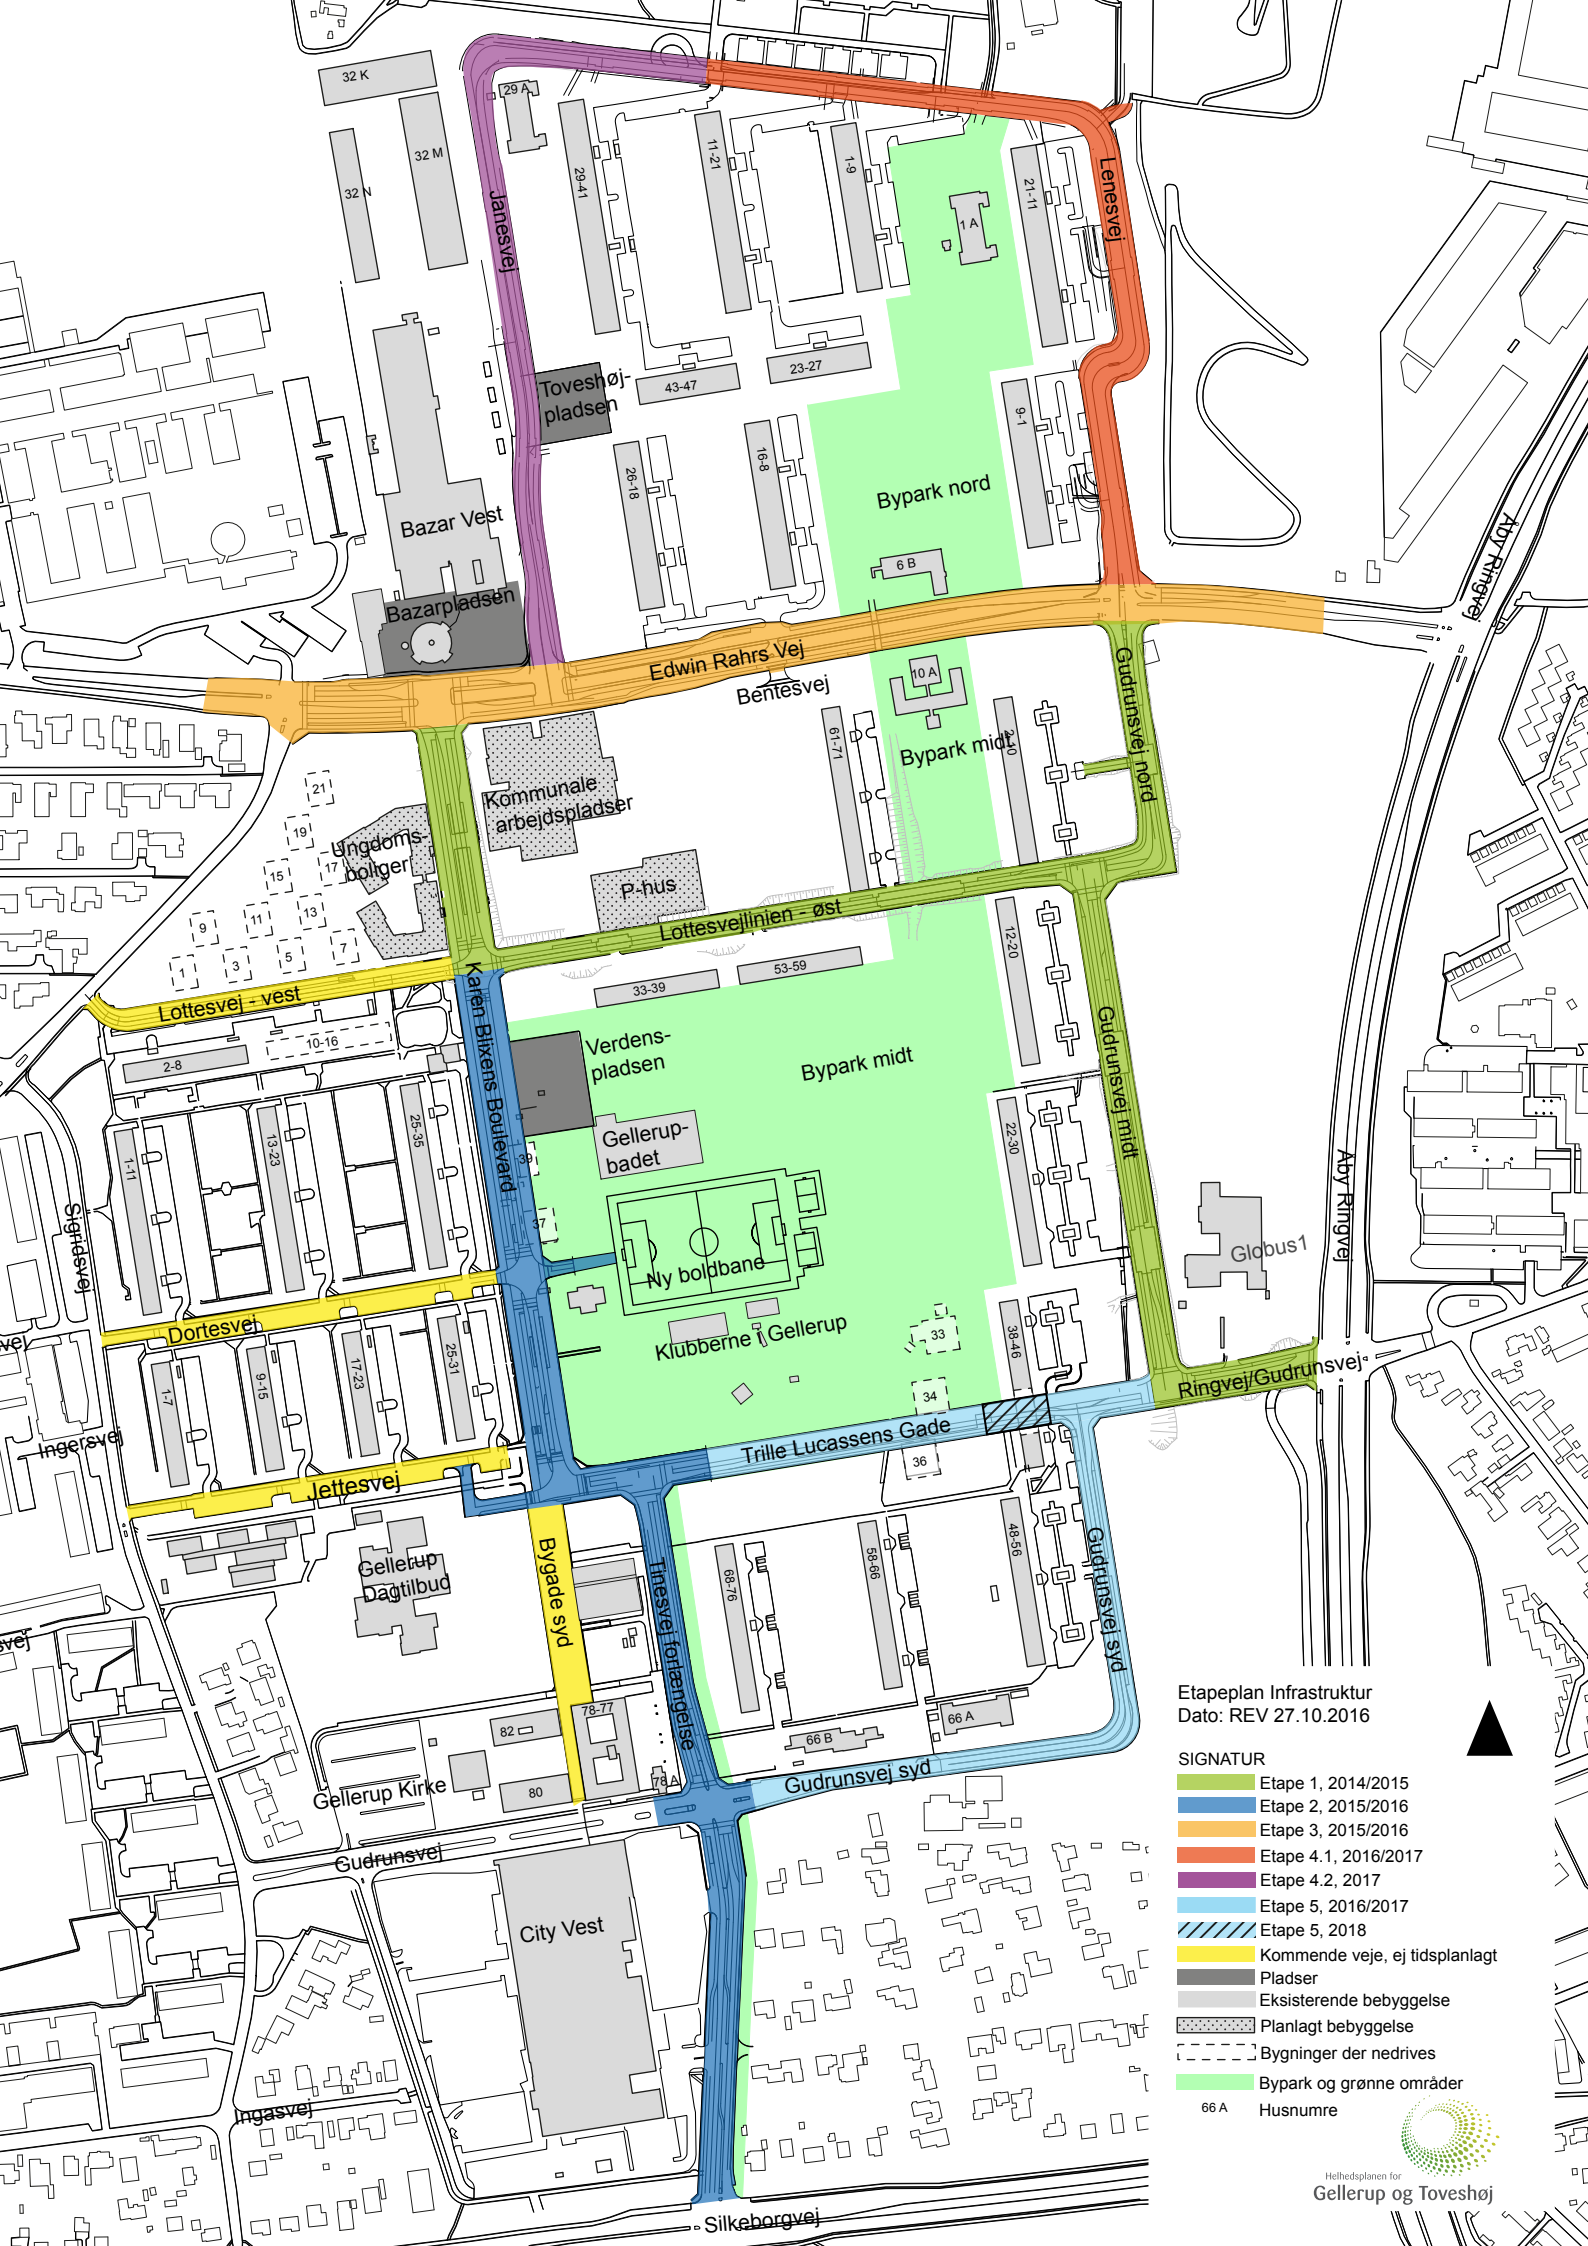 32 K
29 A
32 M
32 N
29-41
11-21
1-9
21-11
1 A
Lenesvej
Janesvej
Toveshøj-
pladsen
43-47
23-27
9-1
26-18
16-8
Bypark nord
Bazar Vest
6 B
Åby Ringvej
Bazarpladsen
Edwin Rahrs Vej
Bentesvej
10 A
Gudrunsvej nord
61-71
Bypark midt
2-10
Kommunale
arbejdspladser
21
19
17
15
Ungdoms-
boliger
P-hus
13
11
9
7
5
3
1
Lottesvejlinien - øst
12-20
Lottesvej - vest
33-39
53-59
10-16
2-8
Karen Blixens Boulevard
Verdens-
pladsen
Bypark midt
Gudrunsvej midt
25-35
13-23
1-11
Gellerup-
badet
39
37
22-30
Åby Ringvej
Sigridsvej
Globus1
Ny boldbane
Dortesvej
Klubberne i Gellerup
33
38-46
34
vej
1-7
9-15
17-23
25-31
Ringvej/Gudrunsvej
Ingersvej
Trille Lucassens Gade
36
Jettesvej
Gellerup
Dagtilbud
Bygade syd
Tinesvej forlængelse
68-76
58-66
48-56
Gudrunsvej syd
svej
82
78-77
66 B
66 A
80
78 A
Gellerup Kirke
Gudrunsvej syd
Gudrunsvej
City Vest
Ingasvej
Silkeborgvej
Etapeplan Infrastruktur
Dato: REV 27.10.2016
SIGNATUR
Etape 1, 2014/2015
Etape 2, 2015/2016
Etape 3, 2015/2016
Etape 4.1, 2016/2017
Etape 4.2, 2017
Etape 5, 2016/2017
Etape 5, 2018
Kommende veje, ej tidsplanlagt
Pladser
Eksisterende bebyggelse
Planlagt bebyggelse
Bygninger der nedrives
Bypark og grønne områder
66 A Husnumre
Helhedsplanen for
Gellerup og Toveshøj